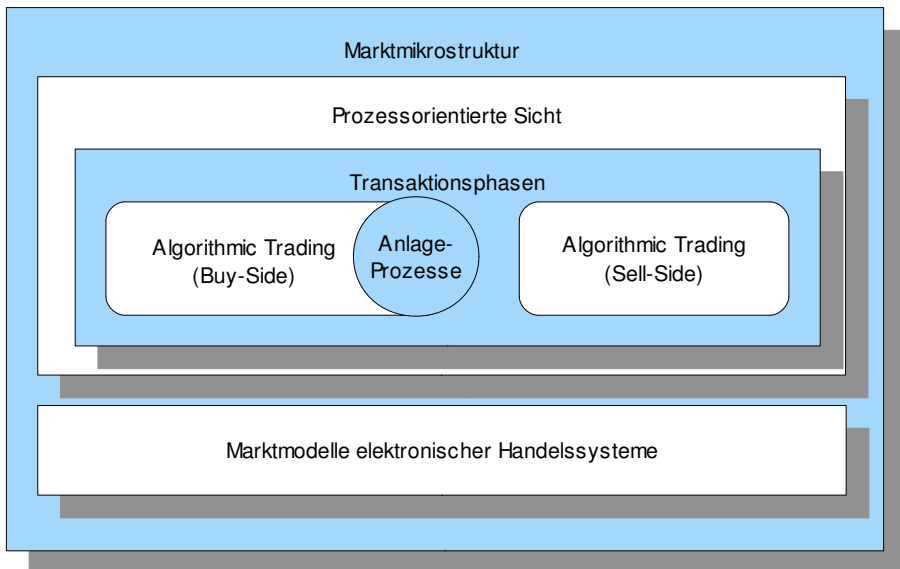 Marktmikrostruktur
Prozessorientierte Sicht
Transaktionsphasen
Algorithmic Trading
(Buy-Side)
Anlage-
Prozesse
Algorithmic Trading
(Sell-Side)
Marktmodelle elektronischer Handelssysteme